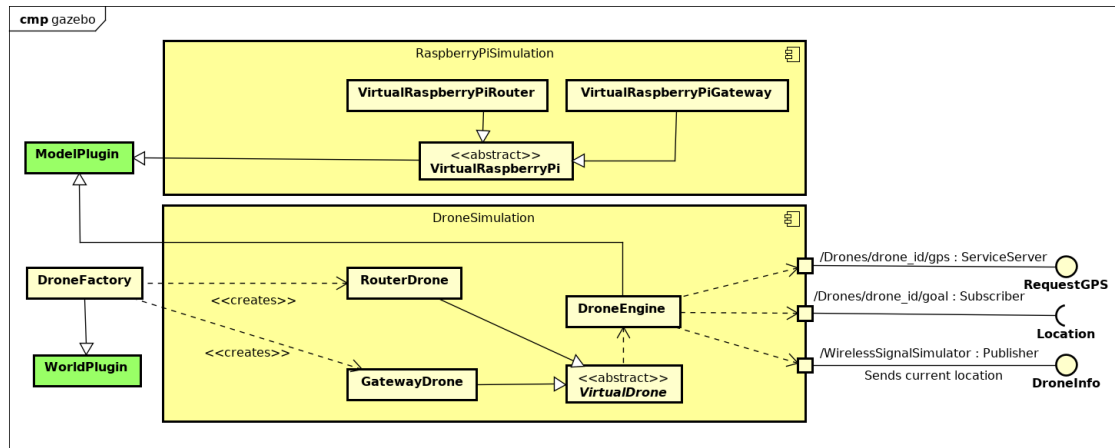 cmp gazebo
RaspberryPiSimulation
VirtualRaspberryPiRouter
VirtualRaspberryPiGateway
ModelPlugin
<<abstract>>
VirtualRaspberryPi
DroneSimulation
DroneFactory
<<creates>>
RouterDrone
DroneEngine
/Drones/drone_id/gps : ServiceServer
RequestGPS
/Drones/drone_id/goal : Subscriber
Location
<<creates>>
WorldPlugin
GatewayDrone
<<abstract>>
VirtualDrone
/WirelessSignalSimulator : Publisher
Sends current location
DroneInfo